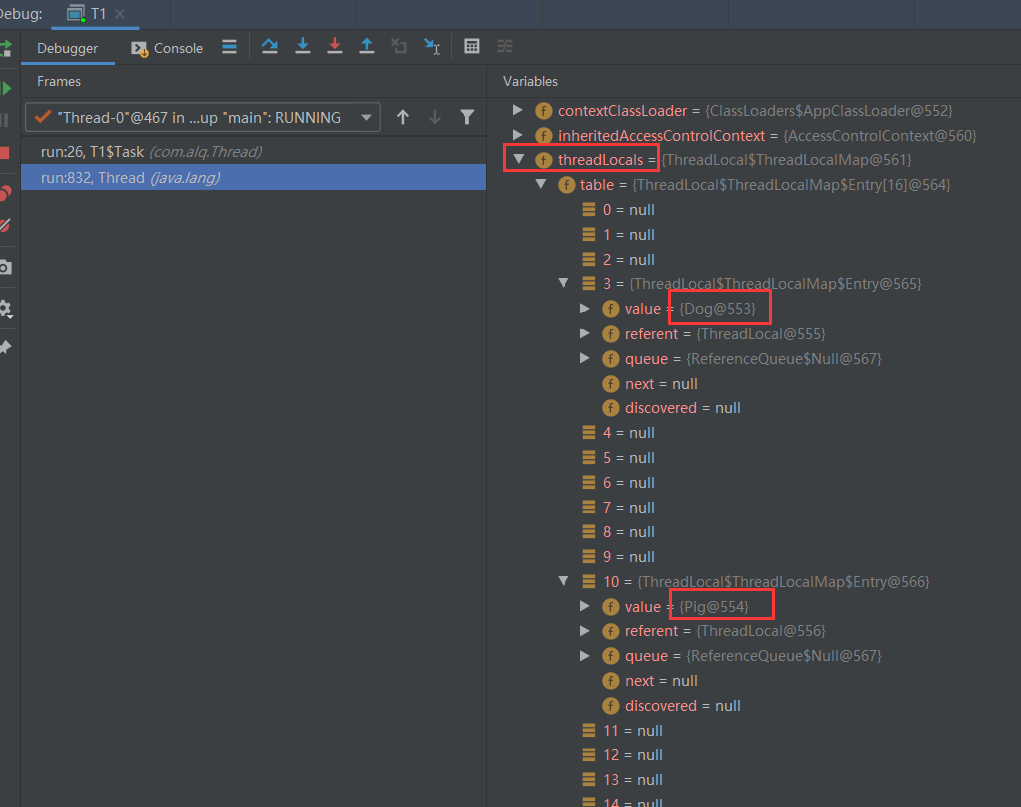 Debug: T1
Debugger Console
Frames
"Thread-0"@467 in ...up "main": RUNNING
run:26, T1$Task (com.alq.Thread)
run:832, Thread (java.lang)
Variables
contextClassLoader = {ClassLoaders$AppClassLoader@552}
inheritedAccessControlContext = {AccessControlContext@560}
threadLocals = {ThreadLocal$ThreadLocalMap@561}
table = {ThreadLocal$ThreadLocalMap$Entry[16]@564}
0 = null
1 = null
2 = null
3 = {ThreadLocal$ThreadLocalMap$Entry@565}
value = {Dog@553}
referent = {ThreadLocal@555}
queue = {ReferenceQueue$Null@567}
next = null
discovered = null
4 = null
5 = null
6 = null
7 = null
8 = null
9 = null
10 = {ThreadLocal$ThreadLocalMap$Entry@566}
value = {Pig@554}
referent = {ThreadLocal@556}
queue = {ReferenceQueue$Null@567}
next = null
discovered = null
11 = null
12 = null
13 = null
14 = null